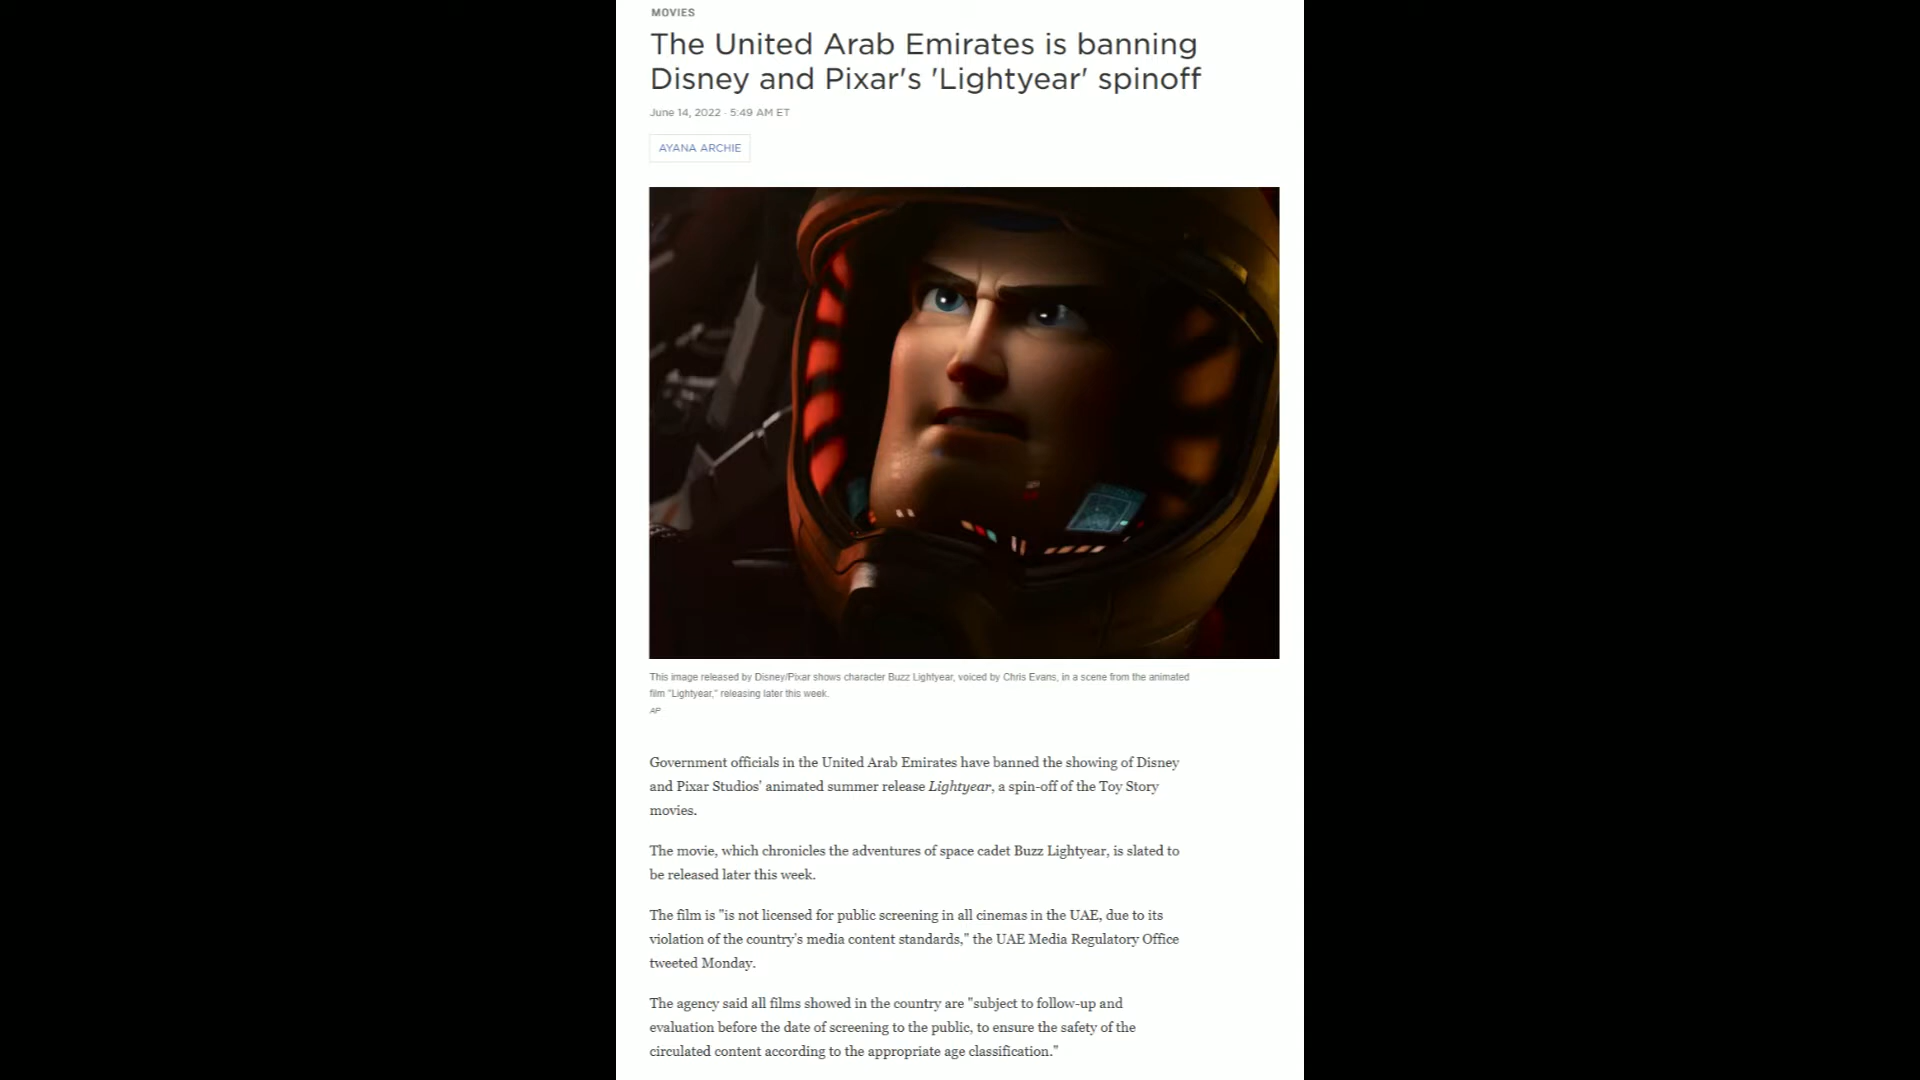 MOVIES
The United Arab Emirates is banning
Disney and Pixar's 'Lightyear' spinoff
June 14, 2022 · 5:49 AM ET
AYANA ARCHIE
This image released by Disney/Pixar shows character Buzz Lightyear, voiced by Chris Evans, in a scene from the animated
film "Lightyear," releasing later this week.
AP
Government officials in the United Arab Emirates have banned the showing of Disney
and Pixar Studios' animated summer release Lightyear, a spin-off of the Toy Story
movies.
The movie, which chronicles the adventures of space cadet Buzz Lightyear, is slated to
be released later this week.
The film is "is not licensed for public screening in all cinemas in the UAE, due to its
violation of the country's media content standards," the UAE Media Regulatory Office
tweeted Monday.
The agency said all films showed in the country are "subject to follow-up and
evaluation before the date of screening to the public, to ensure the safety of the
circulated content according to the appropriate age classification."